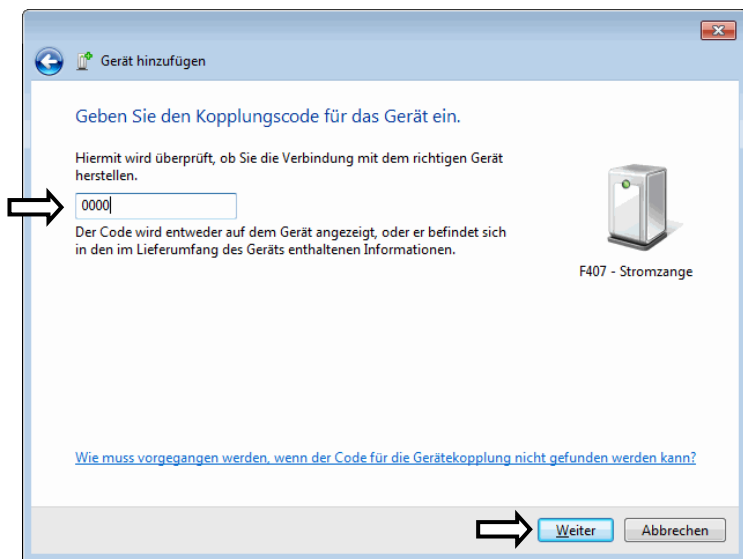 Gerät hinzufügen
Geben Sie den Kopplungscode für das Gerät ein.
Hiermit wird überprüft, ob Sie die Verbindung mit dem richtigen Gerät
herstellen.
0000
Der Code wird entweder auf dem Gerät angezeigt, oder er befindet sich
in den im Lieferumfang des Geräts enthaltenen Informationen.
F407 - Stromzange
Wie muss vorgegangen werden, wenn der Code für die Gerätekopplung nicht gefunden werden kann?
Weiter
Abbrechen